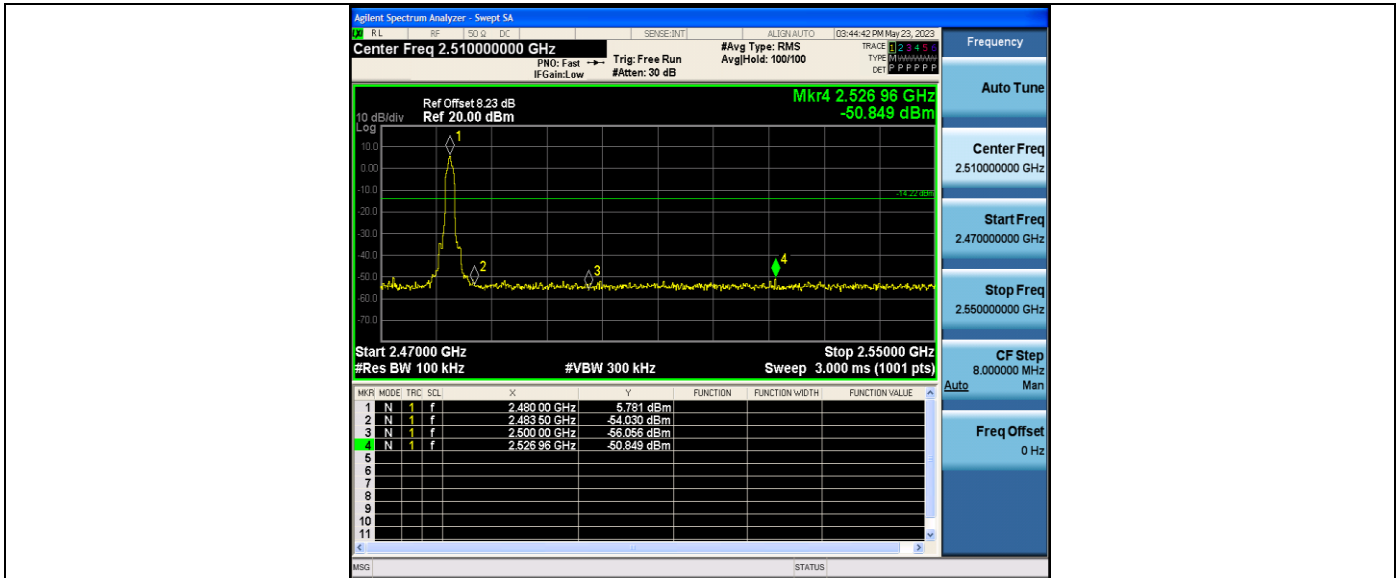 Agilent Spectrum Analyzer - Swept SA
RL RF 50 Ω DC SENSE:INT ALIGN AUTO 03:44:42 PM May 23, 2023
Center Freq 2.510000000 GHz
PNO: Fast
IFGain:Low
Trig: Free Run
#Atten: 30 dB
#Avg Type: RMS
Avg|Hold: 100/100
TRACE 1 2 3 4 5 6
TYPE M
DET P P P P P P
Frequency
Auto Tune
Center Freq
2.510000000 GHz
Start Freq
2.470000000 GHz
Stop Freq
2.550000000 GHz
CF Step
8.000000 MHz
Auto Man
Freq Offset
0 Hz
Mkr4 2.526 96 GHz
-50.849 dBm
Ref Offset 8.23 dB
10 dB/div Ref 20.00 dBm
Log
10.0
0.00
-10.0
-20.0
-30.0
-40.0
-50.0
-60.0
-70.0
-14.22 dBm
1
2
3
4
Start 2.47000 GHz Stop 2.55000 GHz
#Res BW 100 kHz #VBW 300 kHz Sweep 3.000 ms (1001 pts)
MKR MODE TRC SCL X Y FUNCTION FUNCTION WIDTH FUNCTION VALUE
1 N 1 f 2.480 00 GHz 5.781 dBm
2 N 1 f 2.483 50 GHz -54.030 dBm
3 N 1 f 2.500 00 GHz -56.056 dBm
4 N 1 f 2.526 96 GHz -50.849 dBm
5
6
7
8
9
10
11
MSG STATUS